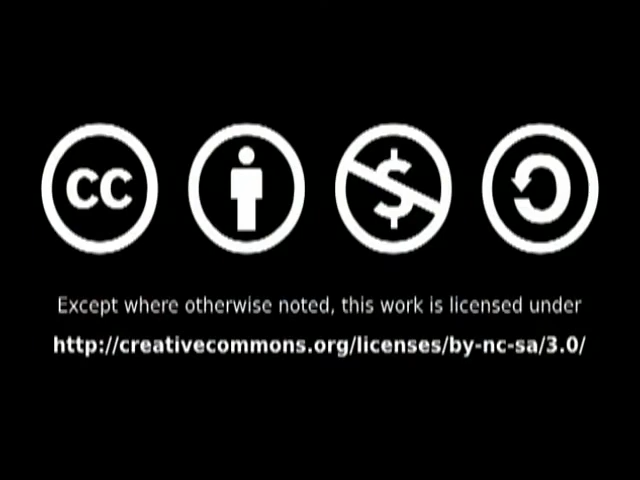 cc
$
Except where otherwise noted, this work is licensed under
http://creativecommons.org/licenses/by-nc-sa/3.0/